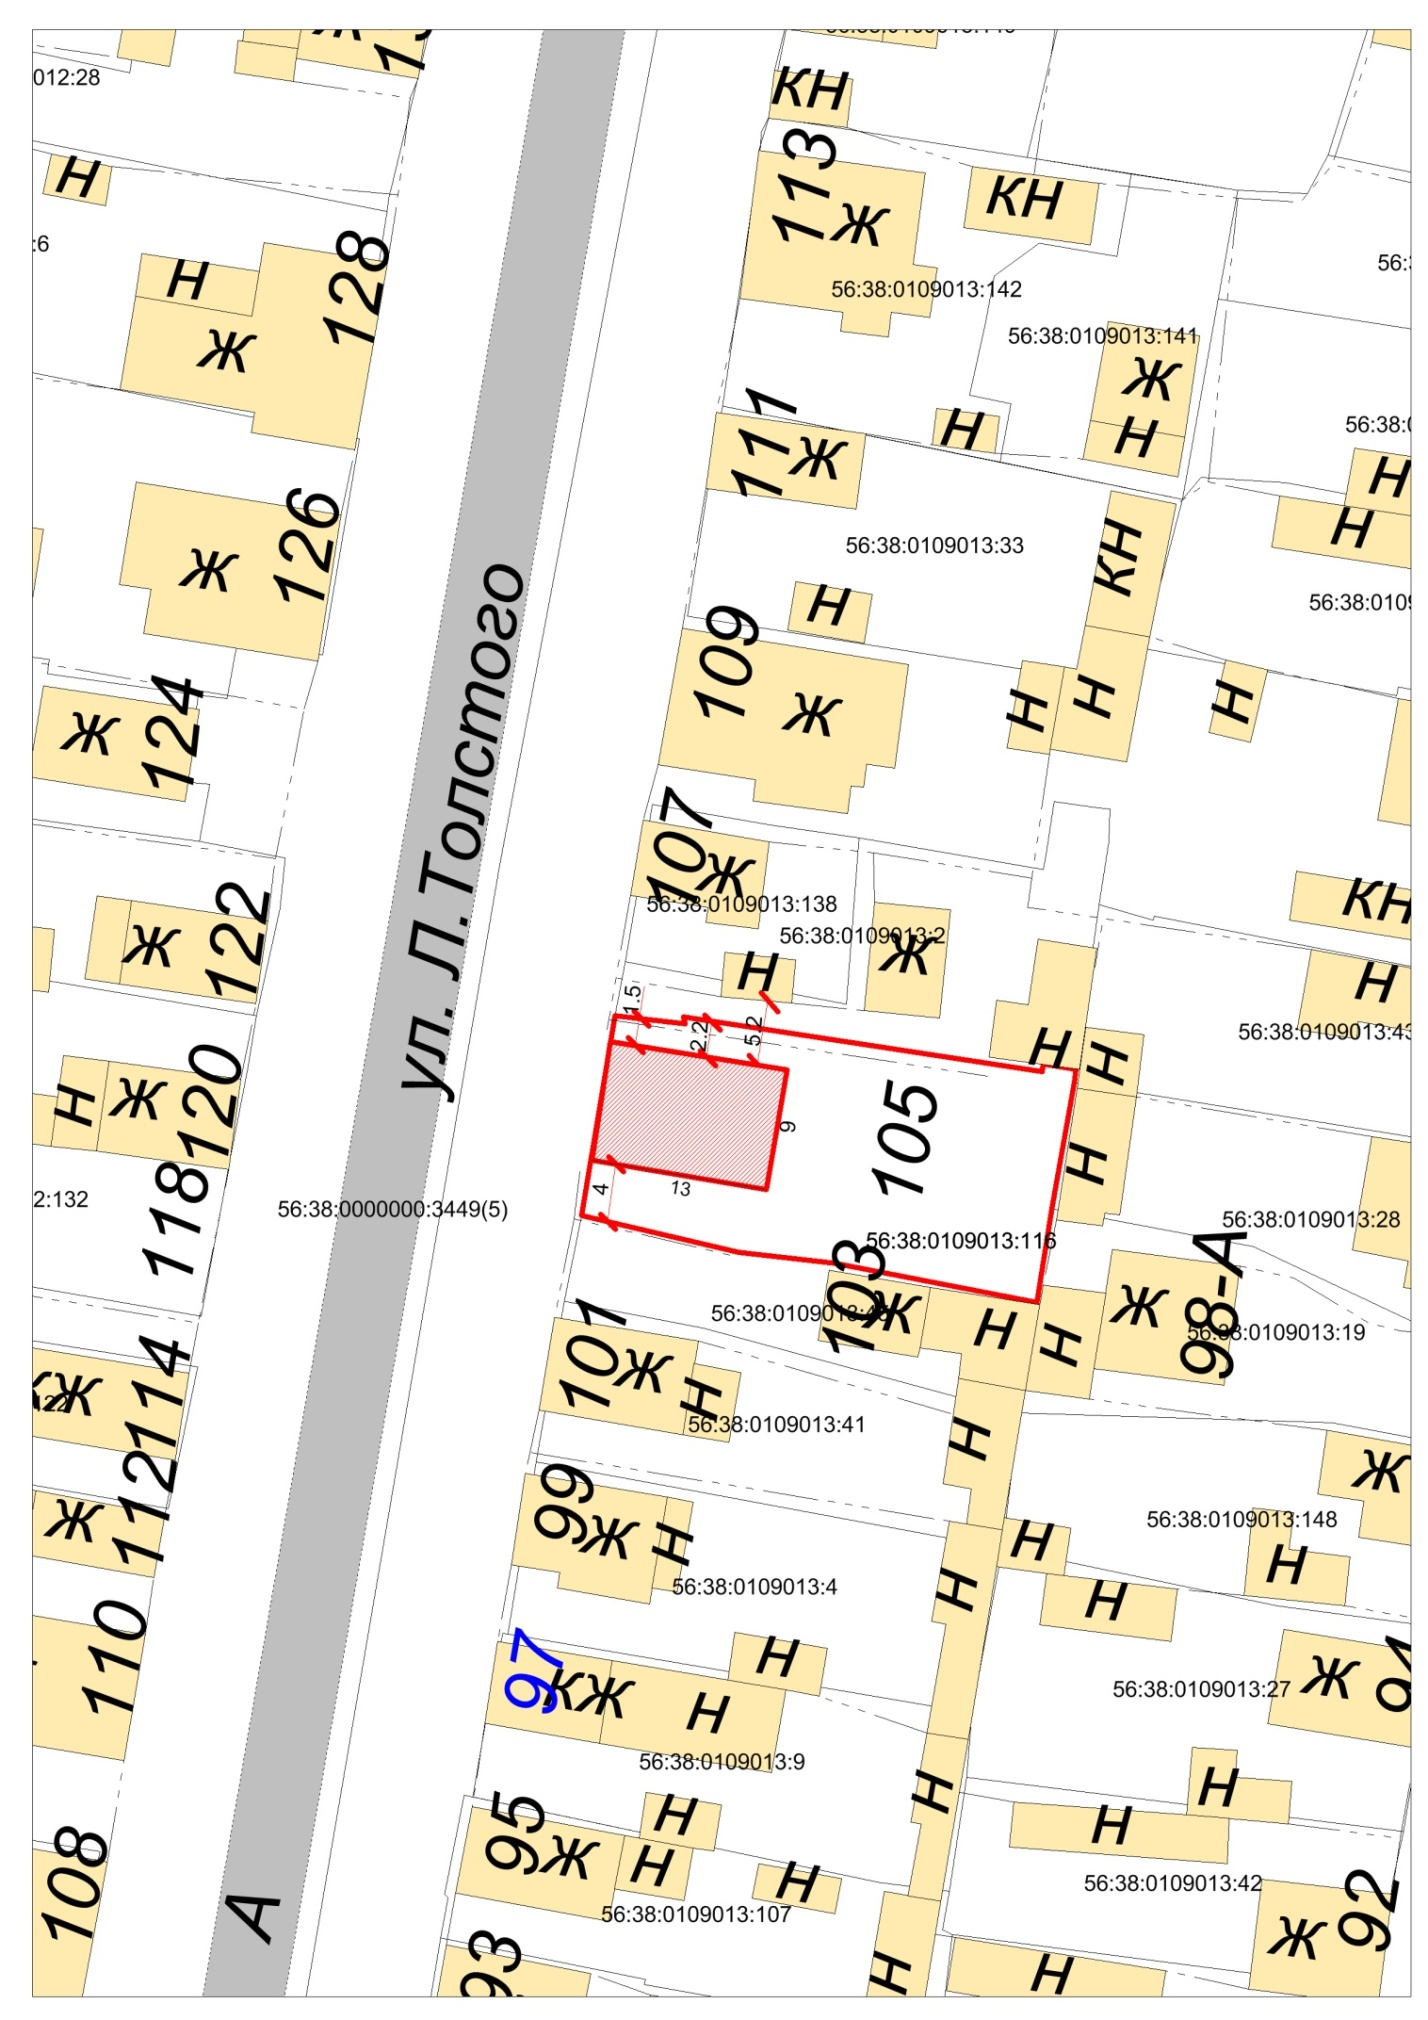 012:28
КН
113
Ж
КН
Н
:6
128
Н
Ж
56:38:0109013:142
56:38:0109013:141
Ж
Н
111
Ж
Н
56:38:0109013:33
КН
Н
Н
126
Ж
Н
109
Ж
Н
Н
Н
124
Ж
ул. Л.Толстого
107
Ж
56:38:0109013:138
56:38:0109013:2
Ж
Н
КН
Н
122
Ж
1.5
2.2
5.2
Н
Н
Н
120
Ж
Н
105
9
13
4
118
2:132
56:38:0000000:3449(5)
56:38:0109013:116
56:38:0109013:28
98-А
Ж
56:38:0109013:19
103
Ж
Н
Н
101
Ж
Н
56:38:0109013:41
Н
114
112
Ж
99
Ж
Н
56:38:0109013:4
Н
Н
56:38:0109013:148
Ж
Н
Н
110
97
КЖ
Н
Н
56:38:0109013:9
56:38:0109013:27
Ж
Н
Н
Н
95
Ж
Н
Н
Н
56:38:0109013:107
56:38:0109013:42
92
Ж
108
А
93
Н
Н